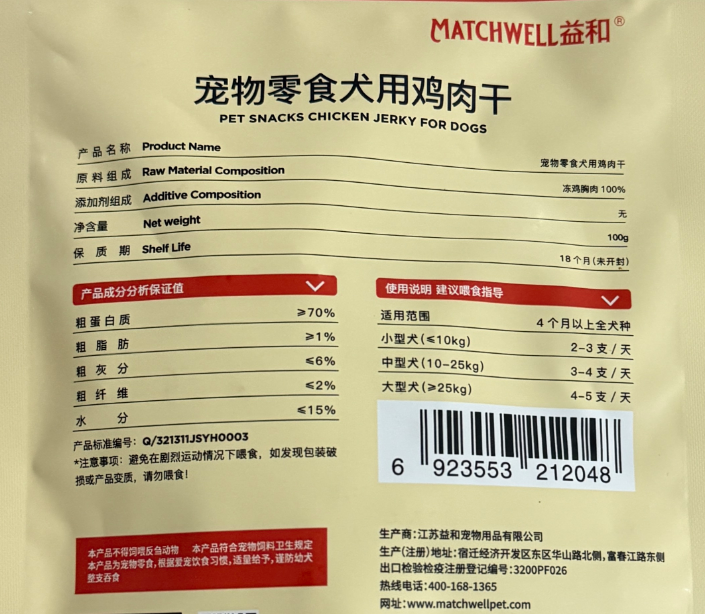 MATCHWELL益和®
宠物零食犬用鸡肉干
PET SNACKS CHICKEN JERKY FOR DOGS
产品名称 Product Name 宠物零食犬用鸡肉干
原料组成 Raw Material Composition 冻鸡胸肉 100%
添加剂组成 Additive Composition 无
净含量 Net weight 100g
保质期 Shelf Life 18个月(未开封)
产品成分分析保证值
粗蛋白质 ≥70%
粗脂肪 ≥1%
粗灰分 ≤6%
粗纤维 ≤2%
水分 ≤15%
产品标准编号: Q/321311JSYH0003
*注意事项: 避免在剧烈运动情况下喂食，如发现包装破
损或产品变质，请勿喂食!
使用说明 建议喂食指导
适用范围 4个月以上全犬种
小型犬(≤10kg) 2-3支/天
中型犬(10-25kg) 3-4支/天
大型犬(≥25kg) 4-5支/天
6 923553 212048
本产品不得饲喂反刍动物 本产品符合宠物饲料卫生规定
本产品为宠物零食,根据爱宠饮食习惯,适量给予,谨防幼犬
整支吞食
生产商:江苏益和宠物用品有限公司
生产(注册)地址:宿迁经济开发区东区华山路北侧,富春江路东侧
出口检验检疫注册登记编号:3200PF026
热线电话:400-168-1365
网址:www.matchwellpet.com